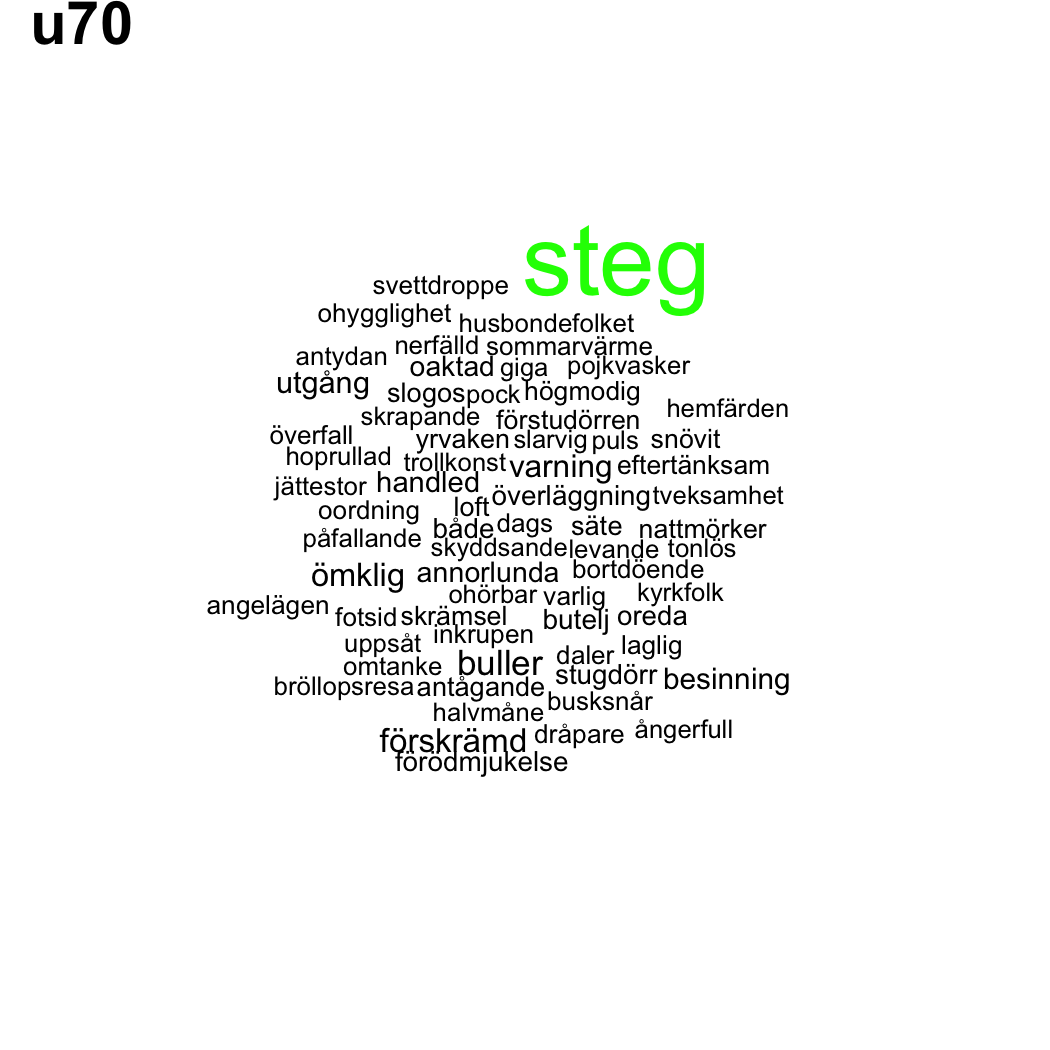 u70
steg
svettdroppe
ohygglighet husbondefolket
nerfälld sommarvärme
antydan oaktad giga pojkvasker
utgång slogospock högmodig
skrapande förstudörren hemfärden
överfall yrvaken slarvig puls snövit
hoprullad trollkonst varning eftertänksam
jättestor handled överläggning tveksamhet
oordning loft
både dags säte nattmörker
påfallande skyddsande levande tonlös
ömklig annorlunda bortdöende
ohörbar varlig kyrkfolk
angelägen fotsid skrämsel butelj oreda
uppsåt inkrupen laglig
omtanke buller daler
stugdörr besinning
bröllopsresa antågande
busksnår
halvmåne
förskrämd dråpare ångerfull
förödmjukelse